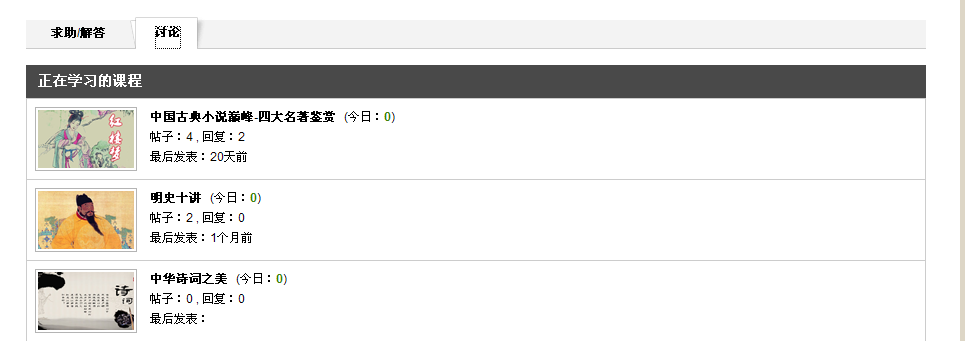 求助/解答
讨论
正在学习的课程
红楼梦
中国古典小说巅峰-四大名著鉴赏 (今日：0)
帖子：4 , 回复：2
最后发表：20天前
明史十讲 (今日：0)
帖子：2 , 回复：0
最后发表：1个月前
诗词
中华诗词之美 (今日：0)
帖子：0 , 回复：0
最后发表：